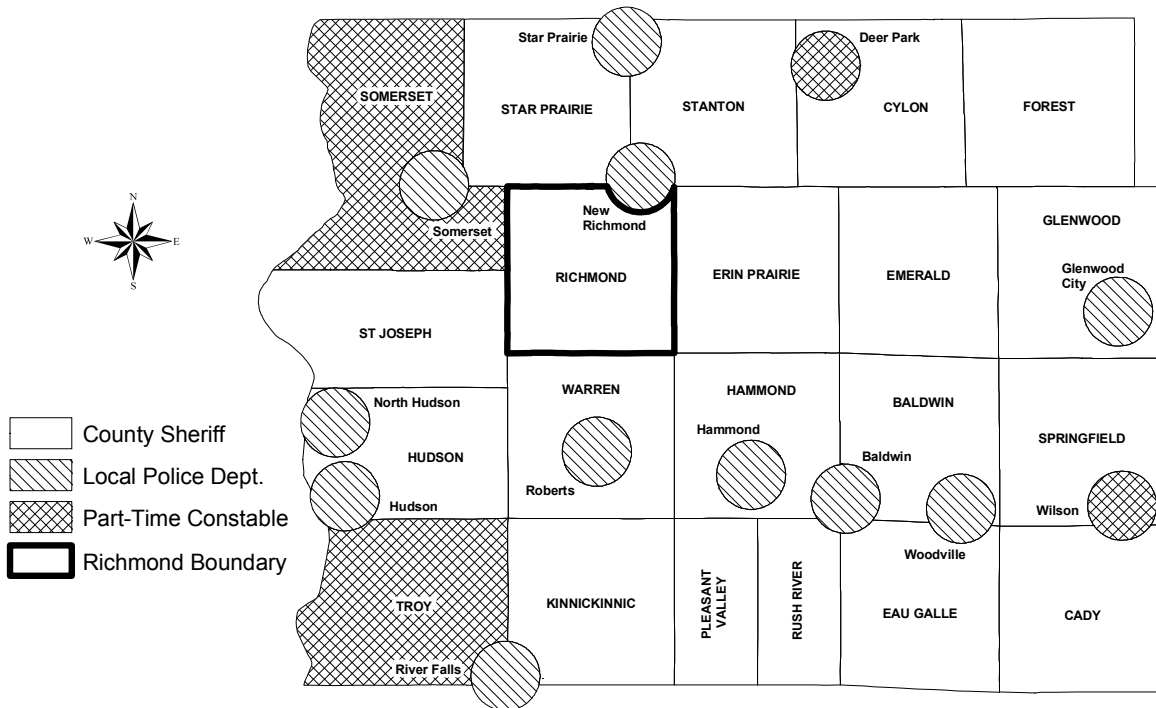 Star Prairie
Deer Park
SOMERSET
STAR PRAIRIE
STANTON
CYLON
FOREST
N
W
E
S
Somerset
New
Richmond
GLENWOOD
RICHMOND
ERIN PRAIRIE
EMERALD
Glenwood
City
ST JOSEPH
WARREN
HAMMOND
BALDWIN
North Hudson
HUDSON
Hammond
Baldwin
SPRINGFIELD
Roberts
Hudson
Wilson
Woodville
TROY
KINNICKINNIC
PLEASANT
VALLEY
RUSH RIVER
EAU GALLE
CADY
River Falls
County Sheriff
Local Police Dept.
Part-Time Constable
Richmond Boundary